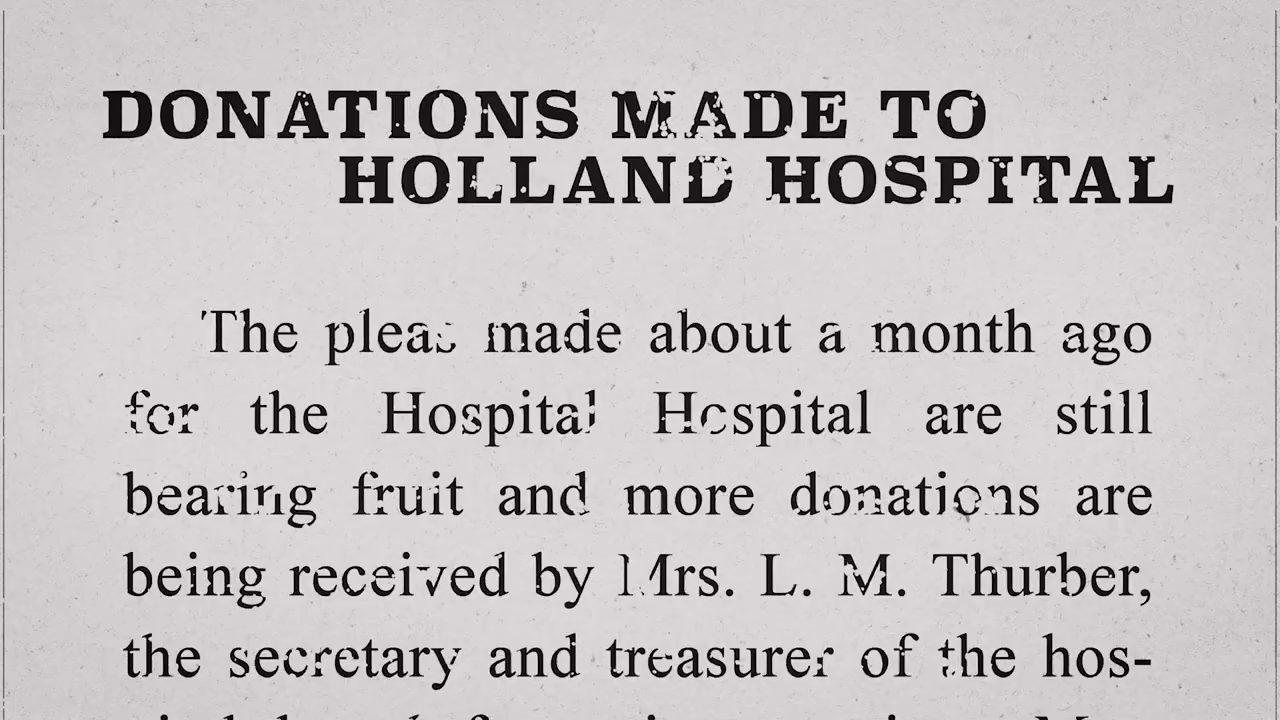 DONATIONS MADE TO
HOLLAND HOSPITAL
The pleas made about a month ago
for the Hospital Hospital are still
bearing fruit and more donations are
being received by Mrs. L. M. Thurber,
the secretary and treasurer of the hos-